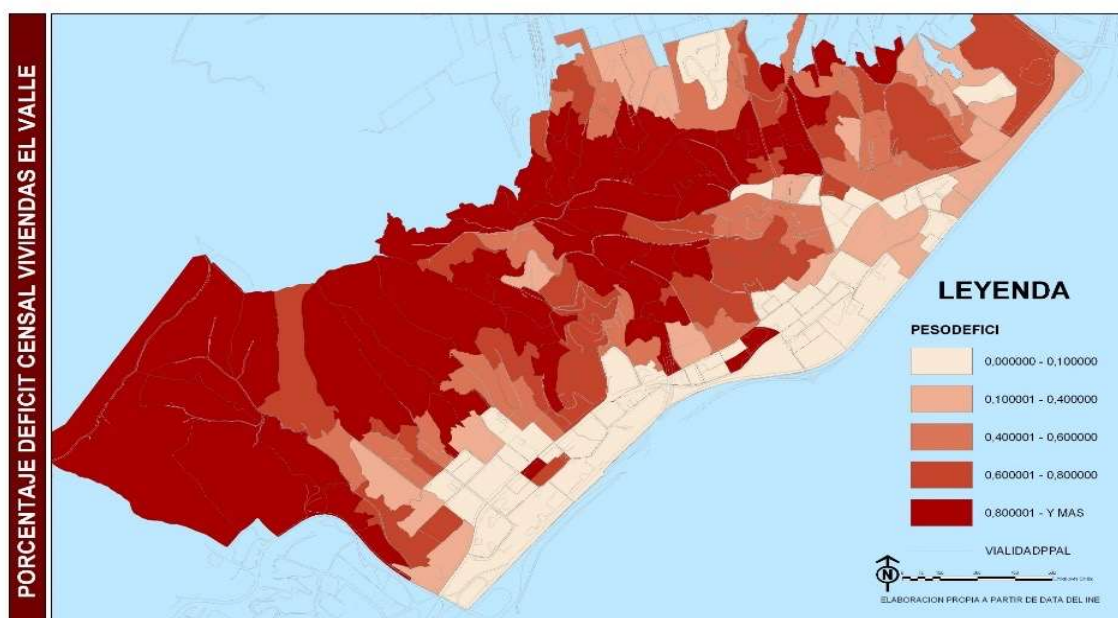 PORCENTAJE DEFICIT CENSAL VIVIENDAS EL VALLE
LEYENDA
PESODEFICI
0,000000 - 0,100000
0,100001 - 0,400000
0,400001 - 0,600000
0,600001 - 0,800000
0,800001 - Y MAS
VIALIDADPPAL
N
ELABORACION PROPIA A PARTIR DE DATA DEL INE